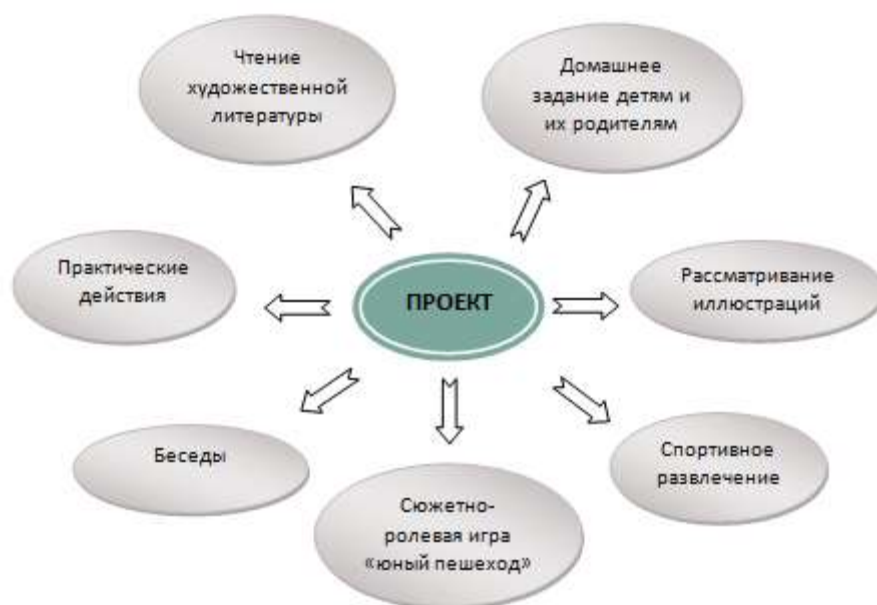 Чтение
художественной
литературы
Домашнее
задание детям и
их родителям
Практические
действия
ПРОЕКТ
Рассматривание
иллюстраций
Беседы
Спортивное
развлечение
Сюжетно-
ролевая игра
«юный пешеход»